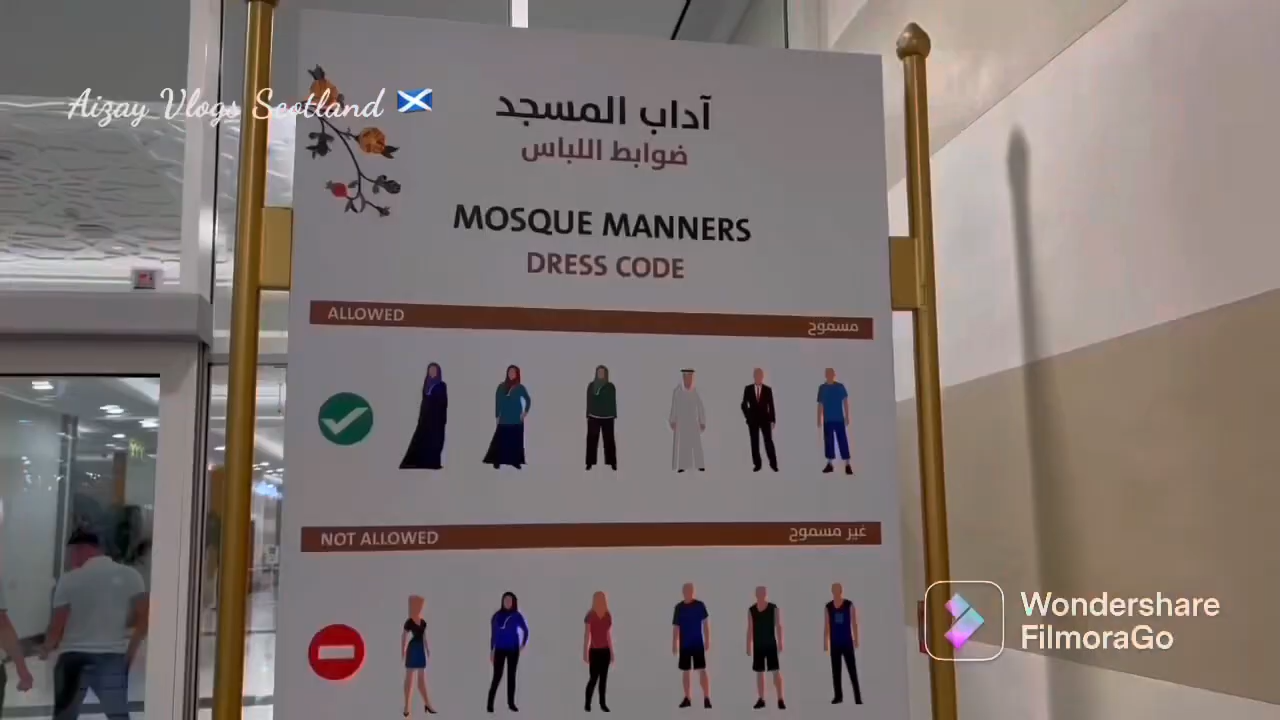 Aizay Vlogs Scotland
آداب المسجد
ضوابط اللباس
MOSQUE MANNERS
DRESS CODE
ALLOWED
مسموح
NOT ALLOWED
غير مسموح
Wondershare
FilmoraGo